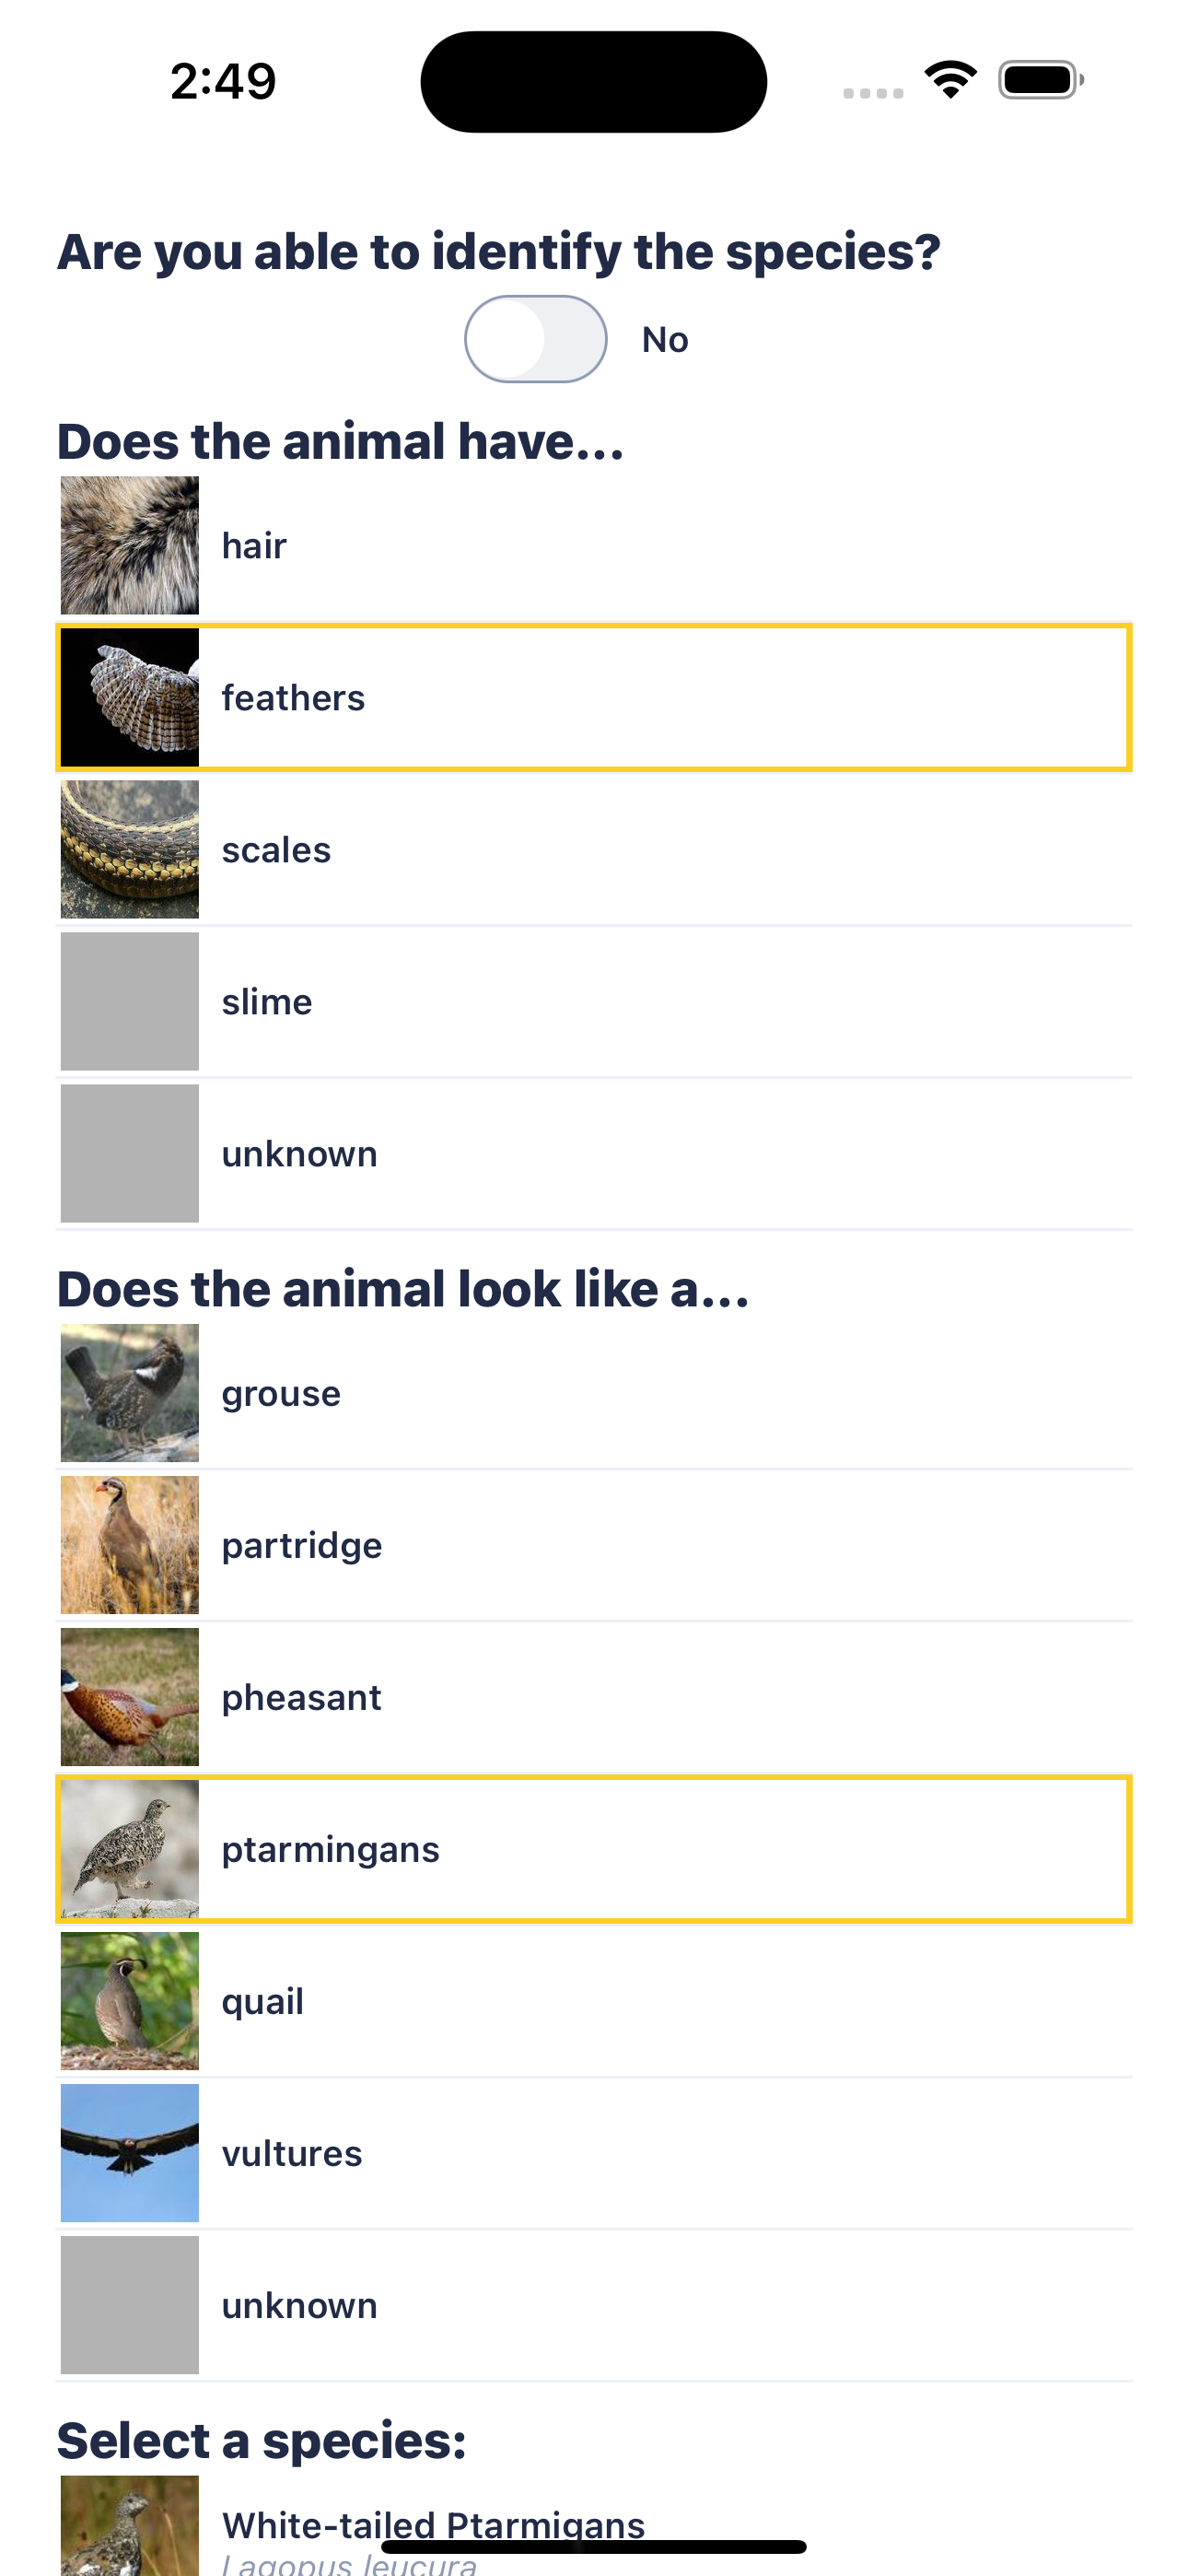 2:49
Are you able to identify the species?
No
Does the animal have...
hair
feathers
scales
slime
unknown
Does the animal look like a...
grouse
partridge
pheasant
ptarmingans
quail
vultures
unknown
Select a species:
White-tailed Ptarmigans
Lagopus leucura